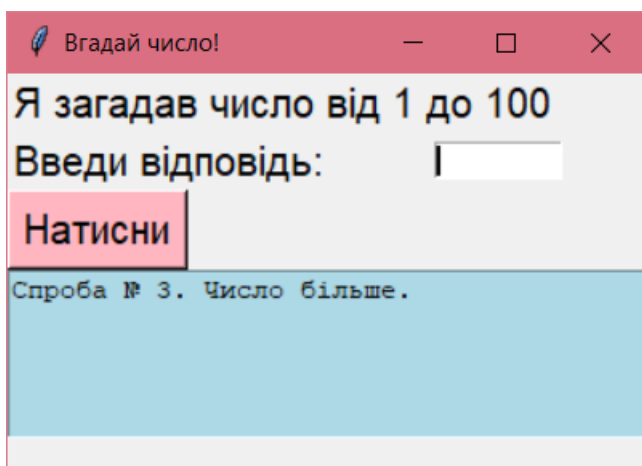 Вгадай число!
Я загадав число від 1 до 100
Введи відповідь:
Натисни
Спроба № 3. Число більше.